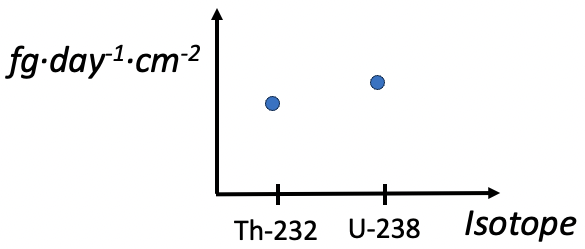 fg·day⁻¹·cm⁻²
Th-232 U-238 Isotope